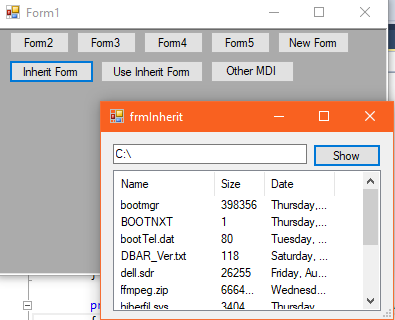 Form1
Form2 Form3 Form4 Form5 New Form
Inherit Form Use Inherit Form Other MDI
frmInherit
C:\ Show
Name Size Date
bootmgr 398356 Thursday,...
BOOTNXT 1 Thursday,...
bootTel.dat 80 Tuesday, ...
DBAR_Ver.txt 118 Saturday, ...
dell.sdr 26255 Friday, Au...
ffmpeg.zip 6664... Wednesd...
hiberfil.sys 3404 Thursday